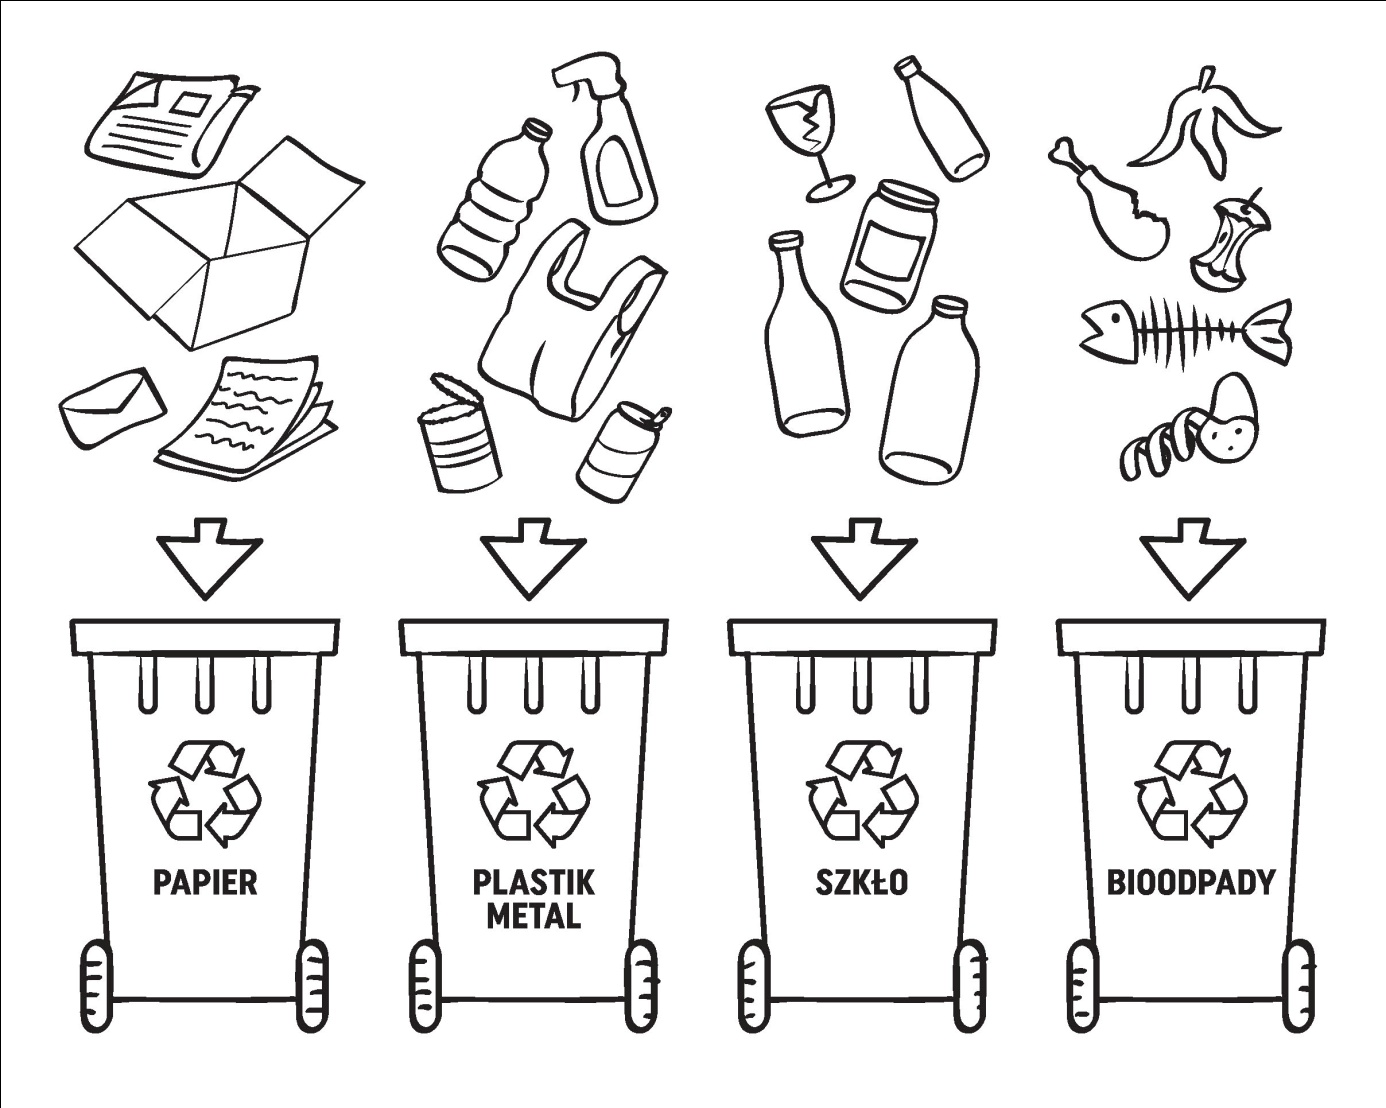 PAPIER
PLASTIK
METAL
SZKŁO
BIOODPADY